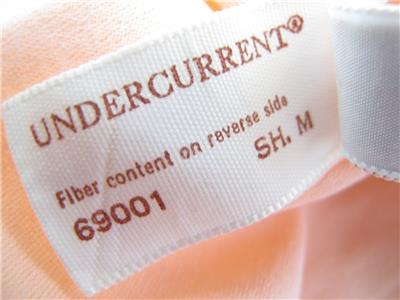 UNDERCURRENT®
Fiber content on reverse side
69001 SH. M